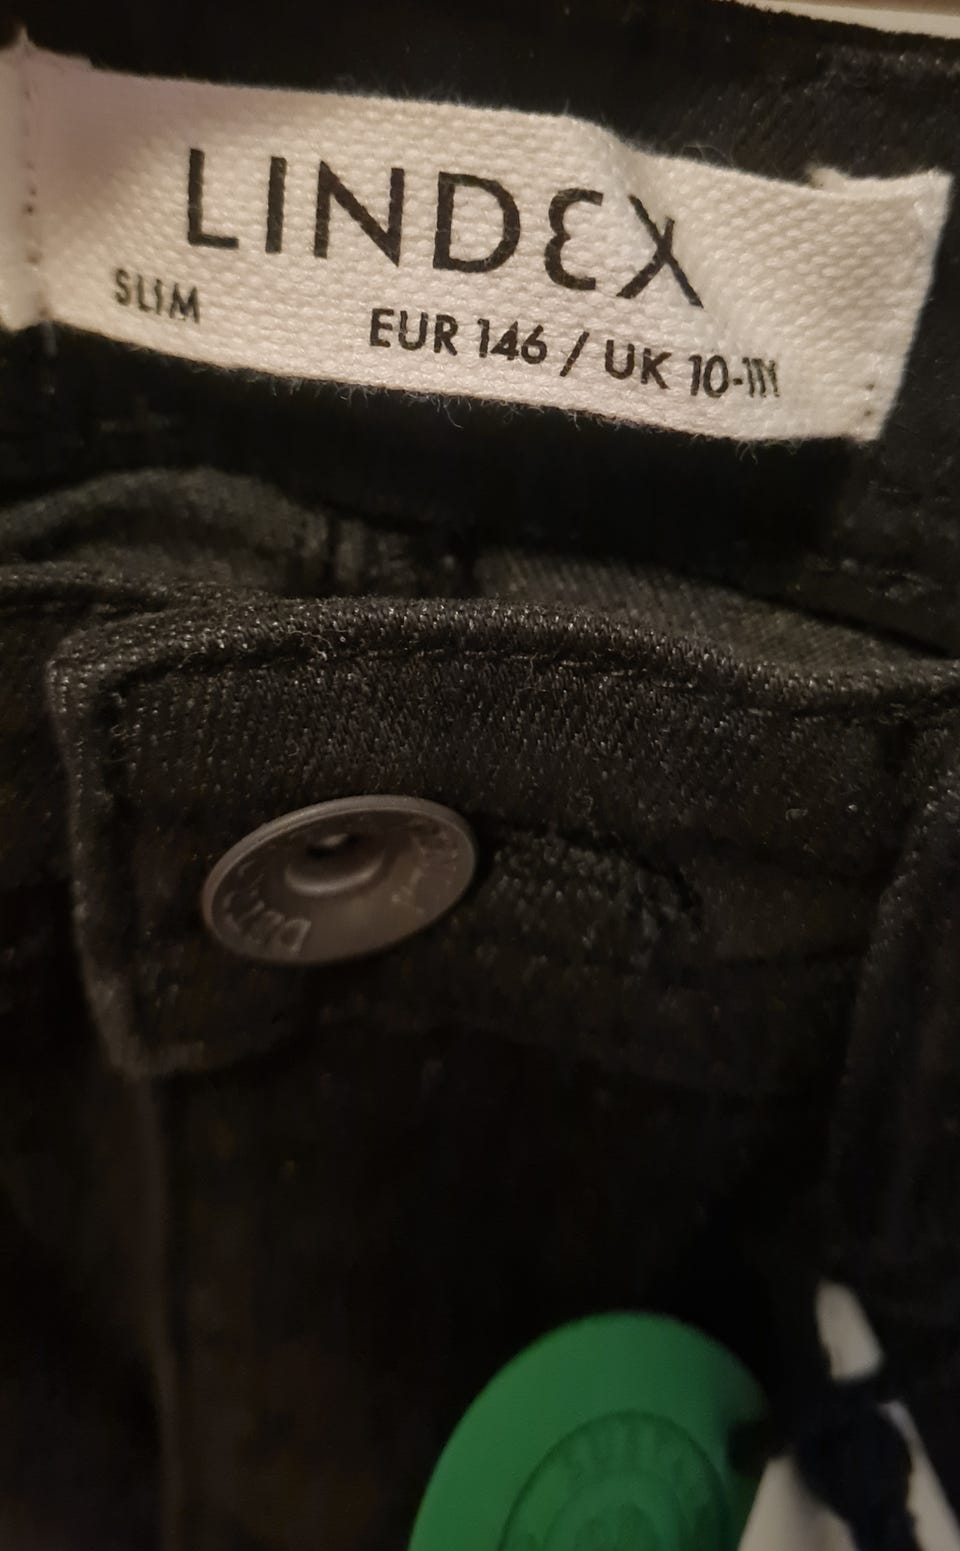 LINDEX
SLIM
EUR 146 / UK 10-11Y